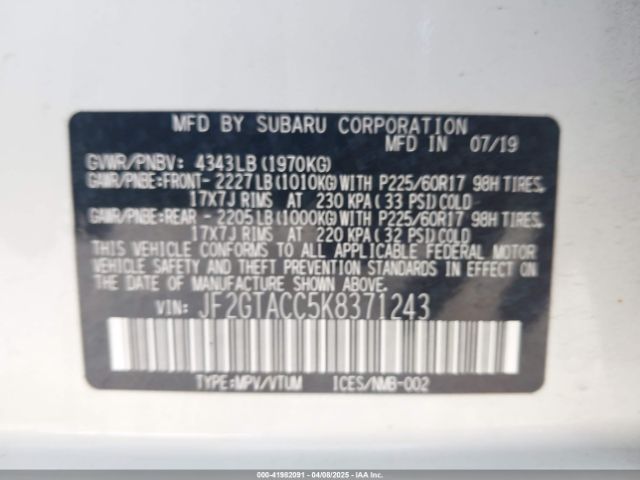 MFD BY SUBARU CORPORATION
MFD IN 07/19
GVWR/PNBV: 4343LB (1970KG)
GAWR/PNBE:FRONT-2227LB(1010KG)WITH P225/60R17 98H TIRES,
17X7J RIMS AT 230 KPA(33 PSI)COLD
GAWR/PNBE:REAR -2205LB(1000KG)WITH P225/60R17 98H TIRES,
17X7J RIMS AT 220 KPA(32 PSI)COLD
THIS VEHICLE CONFORMS TO ALL APPLICABLE FEDERAL MOTOR
VEHICLE SAFETY AND THEFT PREVENTION STANDARDS IN EFFECT
ON THE DATE OF MANUFACTURE SHOWN ABOVE.
VIN: JF2GTACC5K8371243
TYPE:MPV/VTUM ICES/NMB-002
000-41982091 - 04/08/2025 - IAA, Inc.